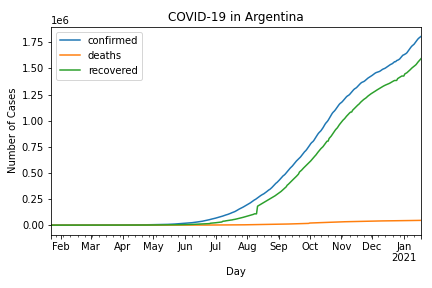 COVID-19 in Argentina
1e6
confirmed
deaths
recovered
1.75
1.50
1.25
1.00
0.75
0.50
0.25
0.00
Number of Cases
Feb Mar Apr May Jun Jul Aug Sep Oct Nov Dec Jan
2021
Day